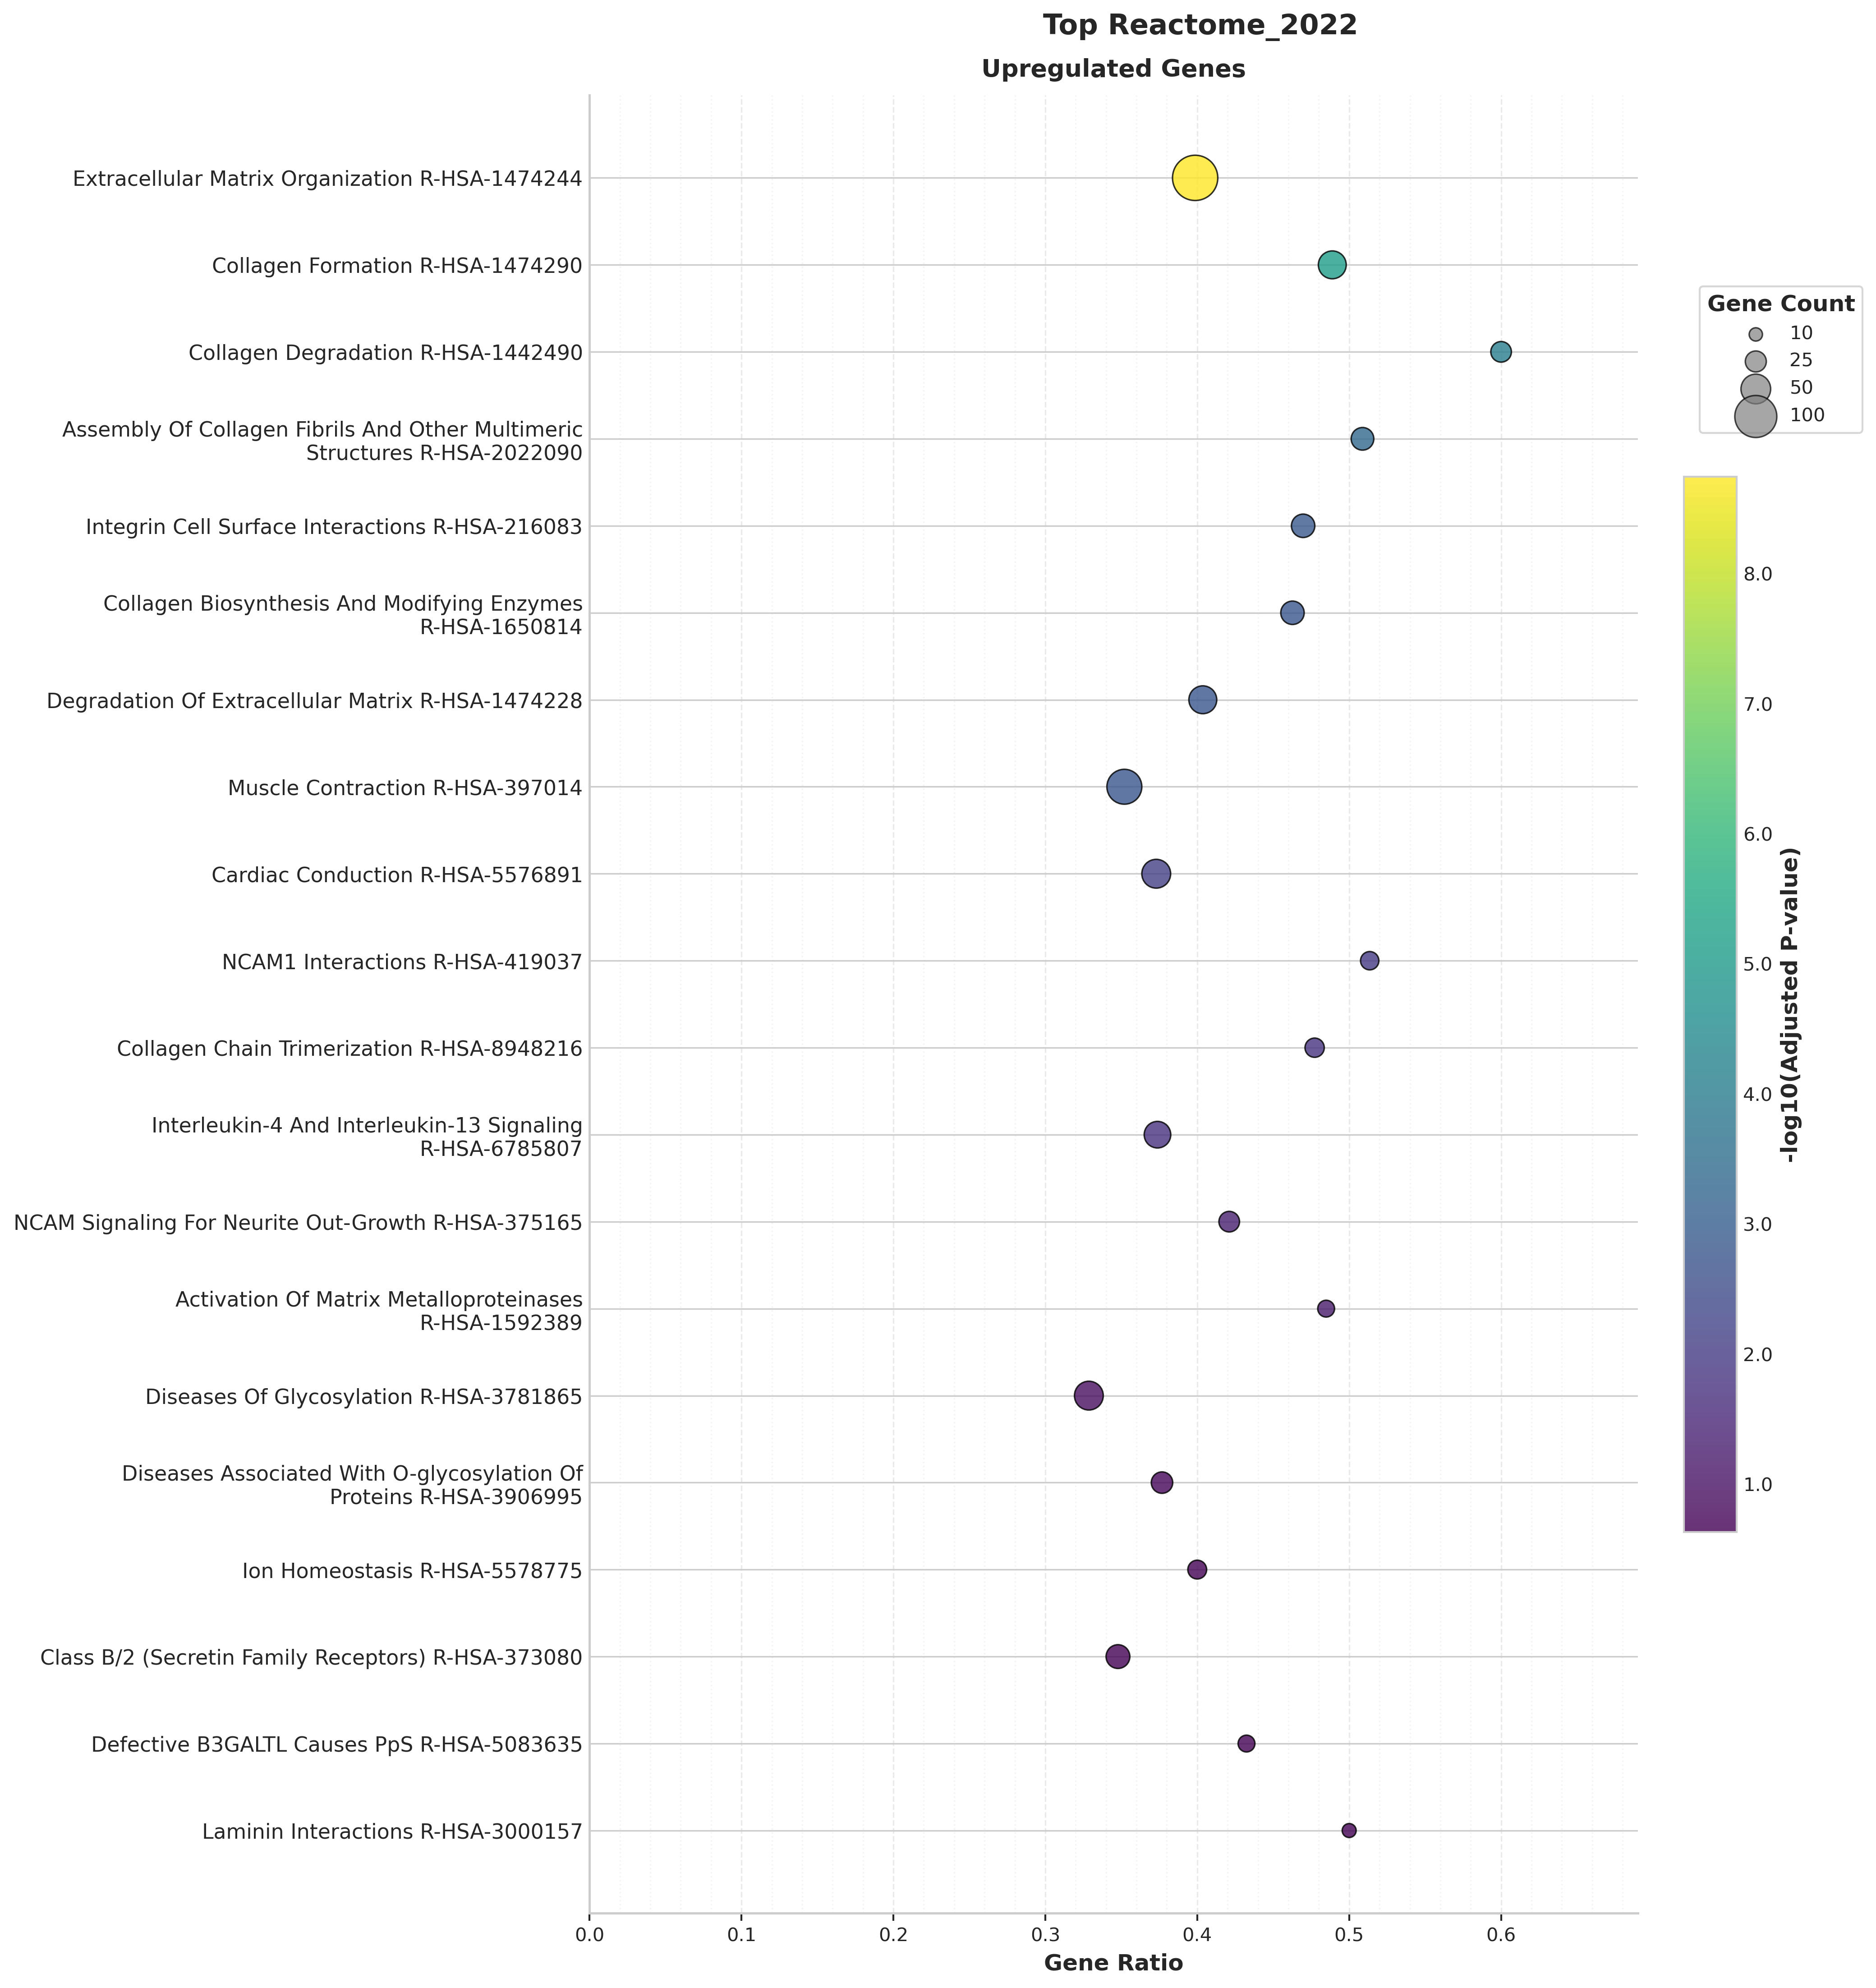 Top Reactome_2022
Upregulated Genes
Extracellular Matrix Organization R-HSA-1474244
Collagen Formation R-HSA-1474290
Collagen Degradation R-HSA-1442490
Assembly Of Collagen Fibrils And Other Multimeric
Structures R-HSA-2022090
Integrin Cell Surface Interactions R-HSA-216083
Collagen Biosynthesis And Modifying Enzymes
R-HSA-1650814
Degradation Of Extracellular Matrix R-HSA-1474228
Muscle Contraction R-HSA-397014
Cardiac Conduction R-HSA-5576891
NCAM1 Interactions R-HSA-419037
Collagen Chain Trimerization R-HSA-8948216
Interleukin-4 And Interleukin-13 Signaling
R-HSA-6785807
NCAM Signaling For Neurite Out-Growth R-HSA-375165
Activation Of Matrix Metalloproteinases
R-HSA-1592389
Diseases Of Glycosylation R-HSA-3781865
Diseases Associated With O-glycosylation Of
Proteins R-HSA-3906995
Ion Homeostasis R-HSA-5578775
Class B/2 (Secretin Family Receptors) R-HSA-373080
Defective B3GALTL Causes PpS R-HSA-5083635
Laminin Interactions R-HSA-3000157
0.0 0.1 0.2 0.3 0.4 0.5 0.6
Gene Ratio
Gene Count
10
25
50
100
8.0
7.0
6.0
5.0
4.0
3.0
2.0
1.0
-log10(Adjusted P-value)